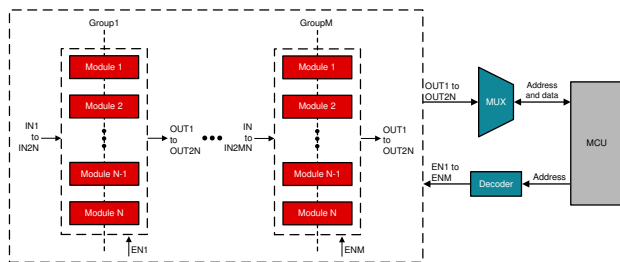 Group1
GroupM
Module 1
Module 2
Module N-1
Module N
IN1
to
IN2N
OUT1
to
OUT2N
EN1
IN
to
IN2MN
Module 1
Module 2
Module N-1
Module N
OUT1
to
OUT2N
ENM
OUT1 to
OUT2N
MUX
Address
and data
MCU
EN1 to
ENM
Decoder
Address